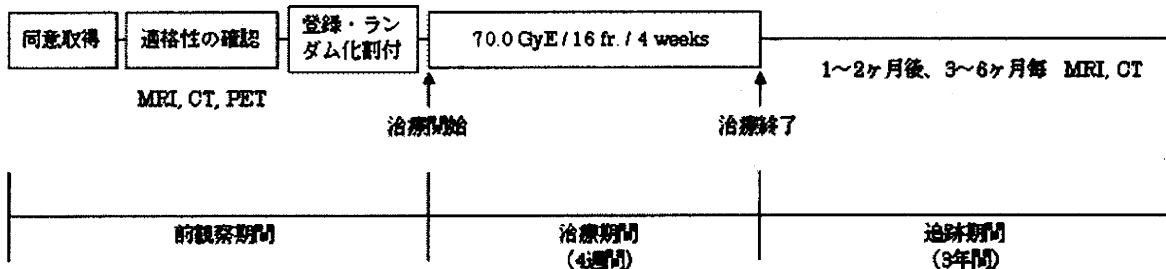 同意取得
適格性の確認
登録・ラン
ダム化割付
70.0 GyE / 16 fr. / 4 weeks
1～2ヶ月後、3～6ヶ月毎 MRI, CT
MRI, CT, PET
治療開始
治療終了
前観察期間
治療期間
(4週間)
追跡期間
(3年間)